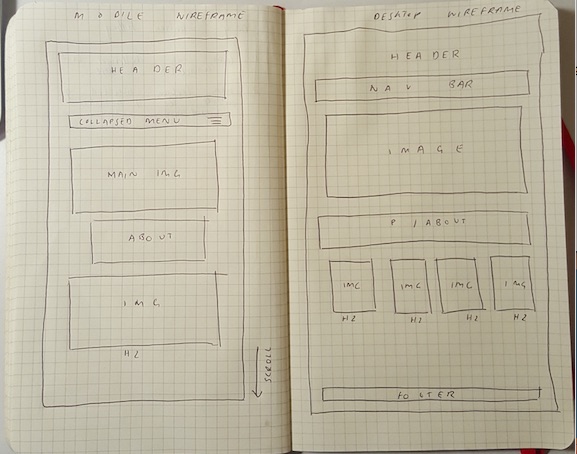 MOBILE WIREFRAME
HEADER
COLLAPSED MENU
MAIN IMG
ABOUT
IMG
H2
SCROLL
DESKTOP WIREFRAME
HEADER
NAV BAR
IMAGE
P / ABOUT
IMG IMG IMG IMG
H2 H2 H2 H2
FOOTER